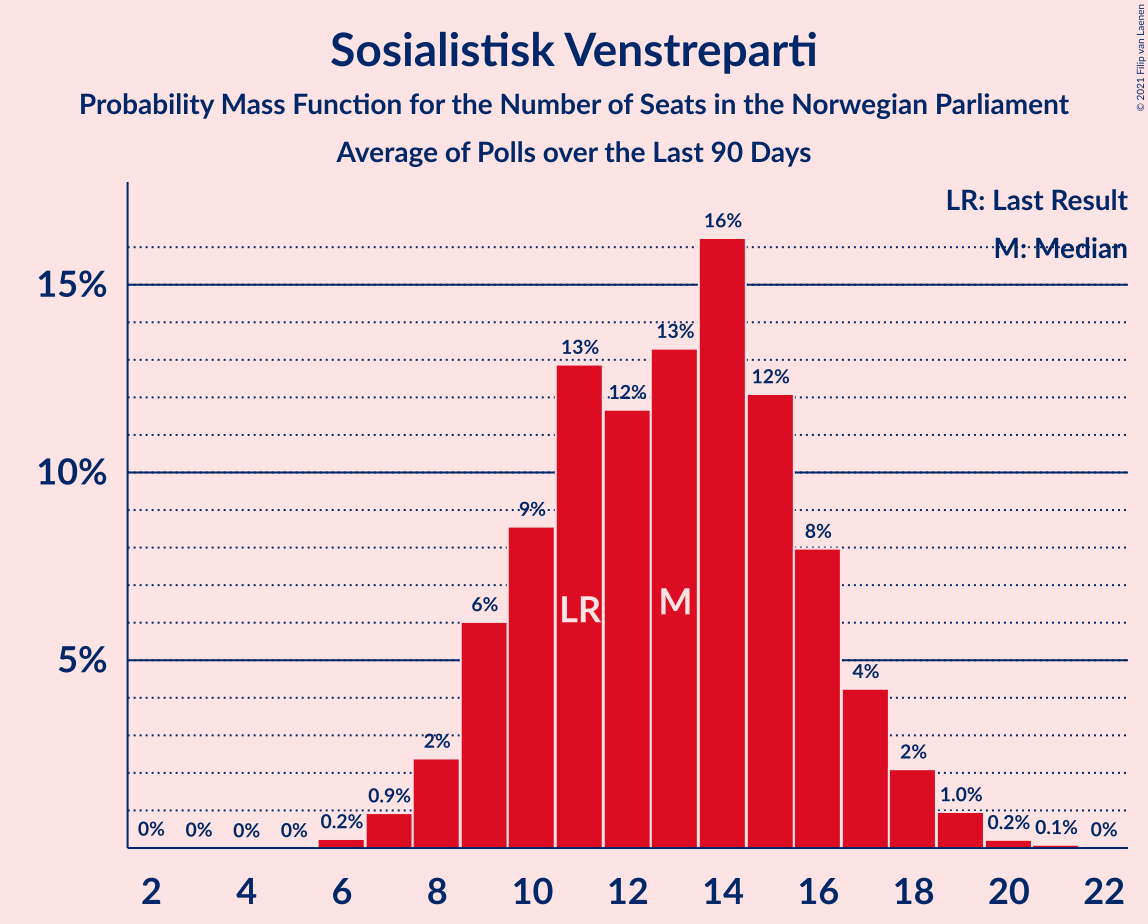 Sosialistisk Venstreparti
Probability Mass Function for the Number of Seats in the Norwegian Parliament
Average of Polls over the Last 90 Days
© 2021 Filip van Laenen
LR: Last Result
M: Median
15%
10%
5%
0%
0%
0%
0%
0.2%
0.9%
2%
6%
9%
13%
12%
13%
16%
12%
8%
4%
2%
1.0%
0.2%
0.1%
0%
LR
M
2 4 6 8 10 12 14 16 18 20 22